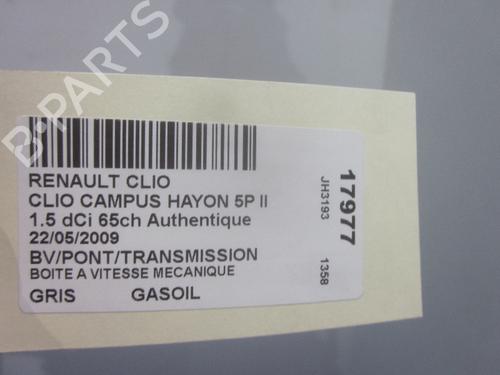 RENAULT CLIO
CLIO CAMPUS HAYON 5P II
1.5 dCi 65ch Authentique
22/05/2009
BV/PONT/TRANSMISSION
BOITE A VITESSE MECANIQUE
GRIS GASOIL
17977
JH3193
1358
B-PARTS